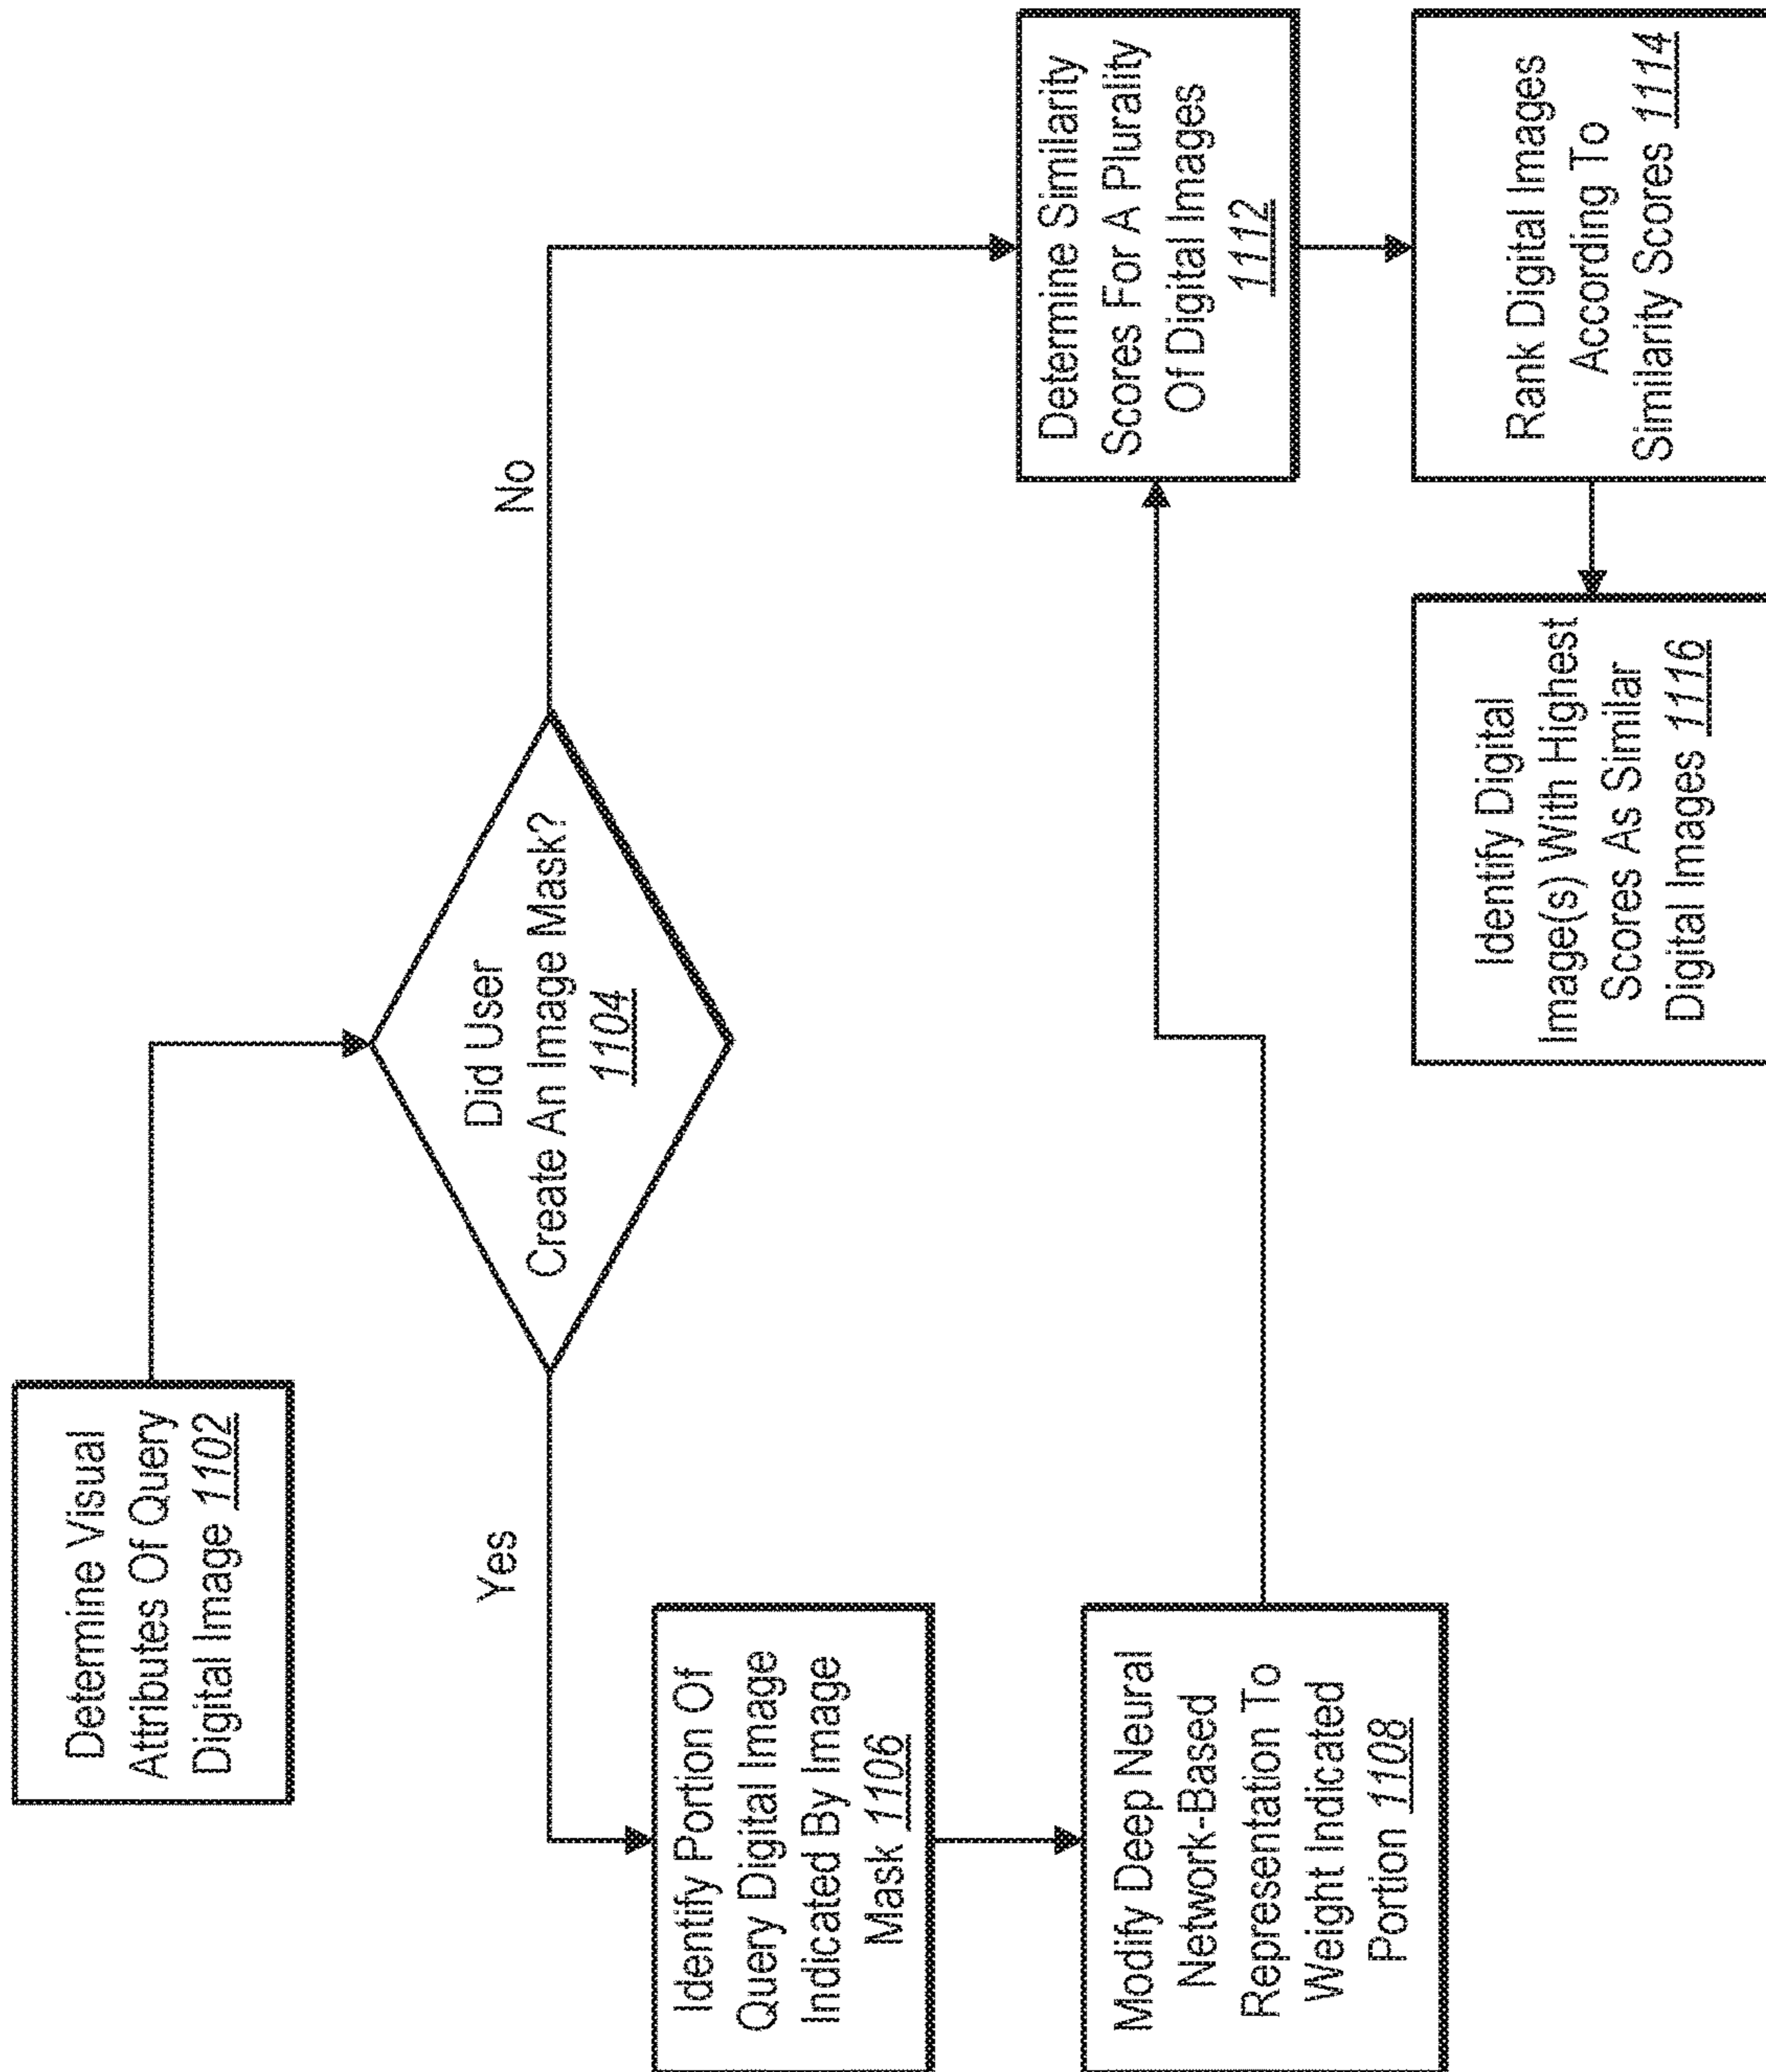 Determine Visual
Attributes Of Query
Digital Image 1102
Did User
Create An Image Mask?
1104
Yes
No
Identify Portion Of
Query Digital Image
Indicated By Image
Mask 1106
Modify Deep Neural
Network-Based
Representation To
Weight Indicated
Portion 1108
Determine Similarity
Scores For A Plurality
Of Digital Images
1112
Rank Digital Images
According To
Similarity Scores 1114
Identify Digital
Image(s) With Highest
Scores As Similar
Digital Images 1116